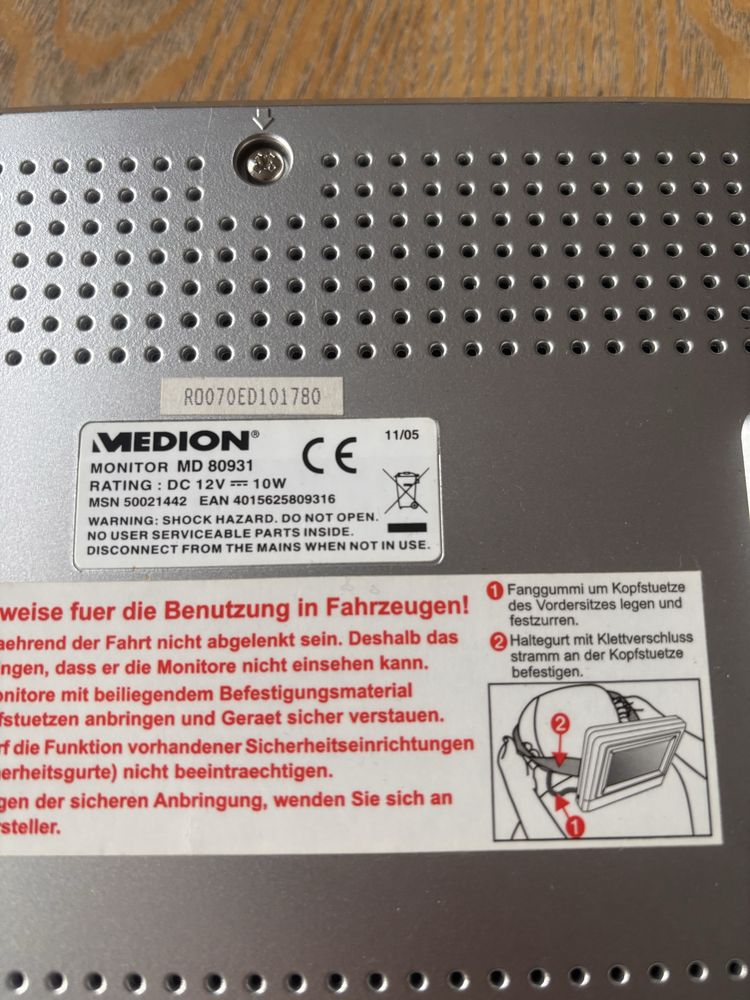 R0070ED101780
MEDION®
CE
11/05
MONITOR MD 80931
RATING : DC 12V ⎓ 10W
MSN 50021442 EAN 4015625809316
WARNING: SHOCK HAZARD. DO NOT OPEN.
NO USER SERVICEABLE PARTS INSIDE.
DISCONNECT FROM THE MAINS WHEN NOT IN USE.
weise fuer die Benutzung in Fahrzeugen!
aehrend der Fahrt nicht abgelenkt sein. Deshalb das
ingen, dass er die Monitore nicht einsehen kann.
onitore mit beiliegendem Befestigungsmaterial
fstuetzen anbringen und Geraet sicher verstauen.
rf die Funktion vorhandener Sicherheitseinrichtungen
erheitsgurte) nicht beeintraechtigen.
gen der sicheren Anbringung, wenden Sie sich an
rsteller.
1 Fanggummi um Kopfstuetze
des Vordersitzes legen und
festzurren.
2 Haltegurt mit Klettverschluss
stramm an der Kopfstuetze
befestigen.
2
1